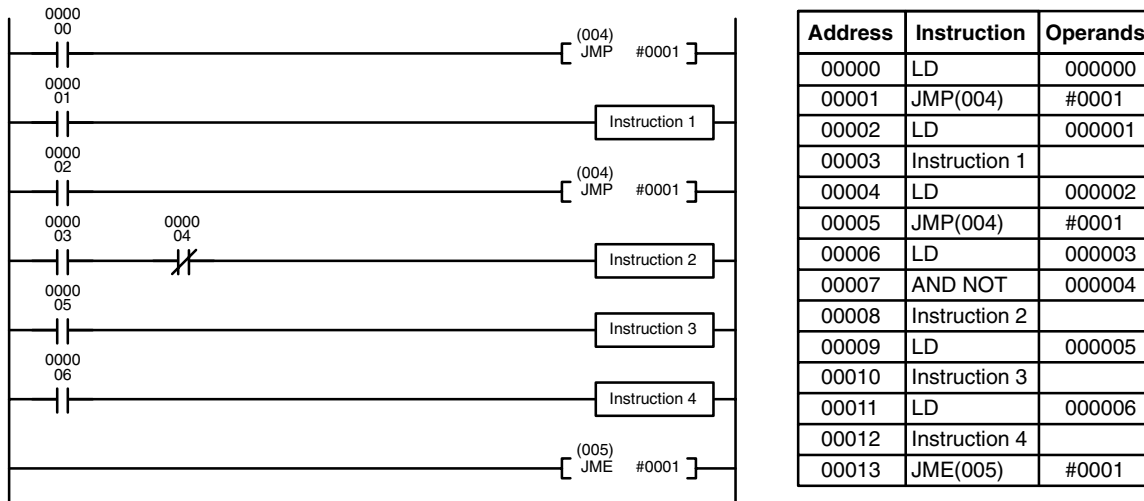 0000
00
(004)
JMP #0001
0000
01
Instruction 1
0000
02
(004)
JMP #0001
0000 0000
03 04
Instruction 2
0000
05
Instruction 3
0000
06
Instruction 4
(005)
JME #0001
Address Instruction Operands
00000 LD 000000
00001 JMP(004) #0001
00002 LD 000001
00003 Instruction 1
00004 LD 000002
00005 JMP(004) #0001
00006 LD 000003
00007 AND NOT 000004
00008 Instruction 2
00009 LD 000005
00010 Instruction 3
00011 LD 000006
00012 Instruction 4
00013 JME(005) #0001